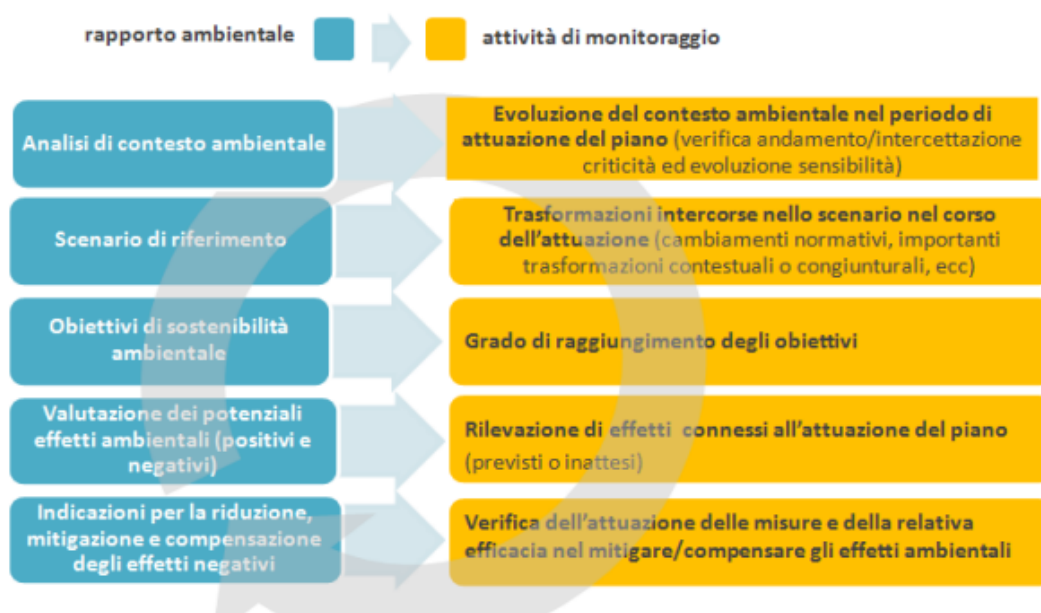 rapporto ambientale
attività di monitoraggio
Analisi di contesto ambientale
Evoluzione del contesto ambientale nel periodo di
attuazione del piano (verifica andamento/intercettazione
criticità ed evoluzione sensibilità)
Scenario di riferimento
Trasformazioni intercorse nello scenario nel corso
dell'attuazione (cambiamenti normativi, importanti
trasformazioni contestuali o congiunturali, ecc)
Obiettivi di sostenibilità
ambientale
Grado di raggiungimento degli obiettivi
Valutazione dei potenziali
effetti ambientali (positivi e
negativi)
Rilevazione di effetti connessi all'attuazione del piano
(previsti o inattesi)
Indicazioni per la riduzione,
mitigazione e compensazione
degli effetti negativi
Verifica dell'attuazione delle misure e della relativa
efficacia nel mitigare/compensare gli effetti ambientali